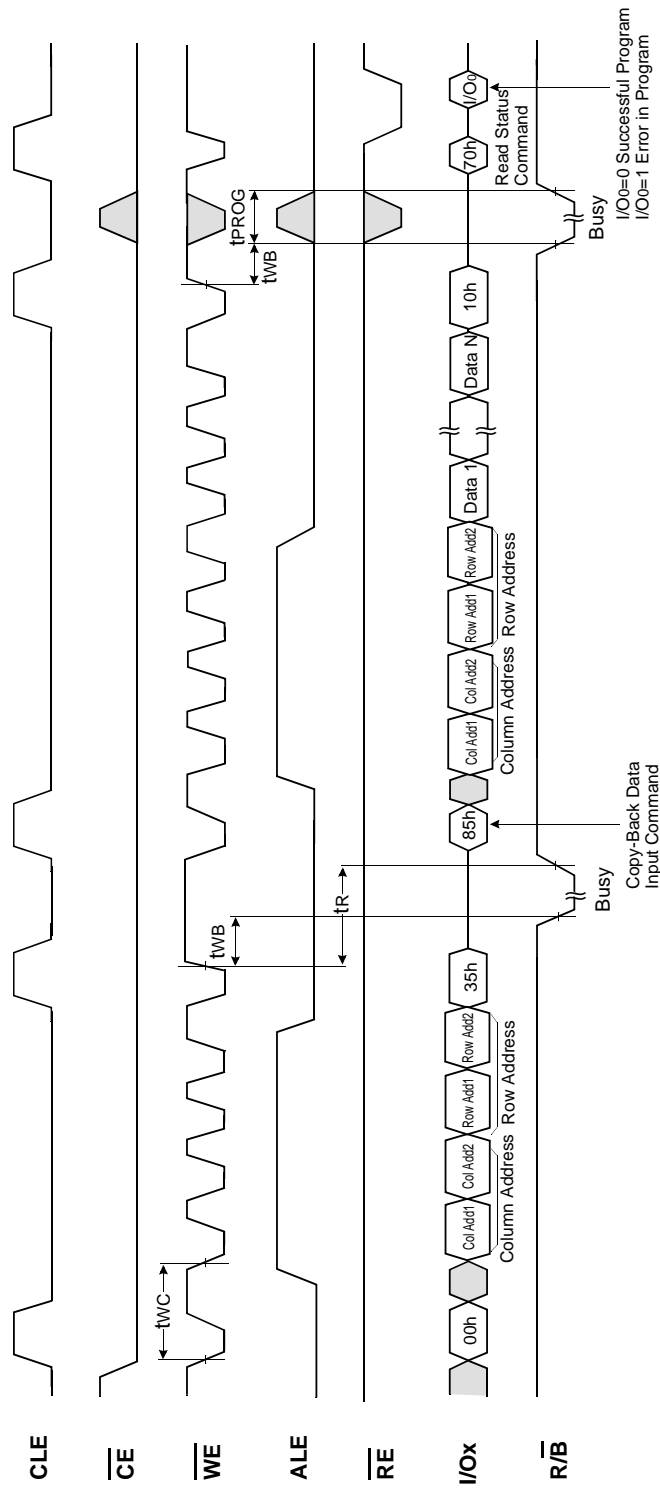 CLE
CE
WE
ALE
RE
I/Ox
R/B
tWC
tWB
tR
tWB
tPROG
00h
Col Add1
Col Add2
Row Add1
Row Add2
35h
85h
Col Add1
Col Add2
Row Add1
Row Add2
Data 1
Data N
10h
70h
I/O0
Column Address
Row Address
Column Address
Row Address
Read Status
Command
Busy
Busy
Copy-Back Data
Input Command
I/O0=0 Successful Program
I/O0=1 Error in Program